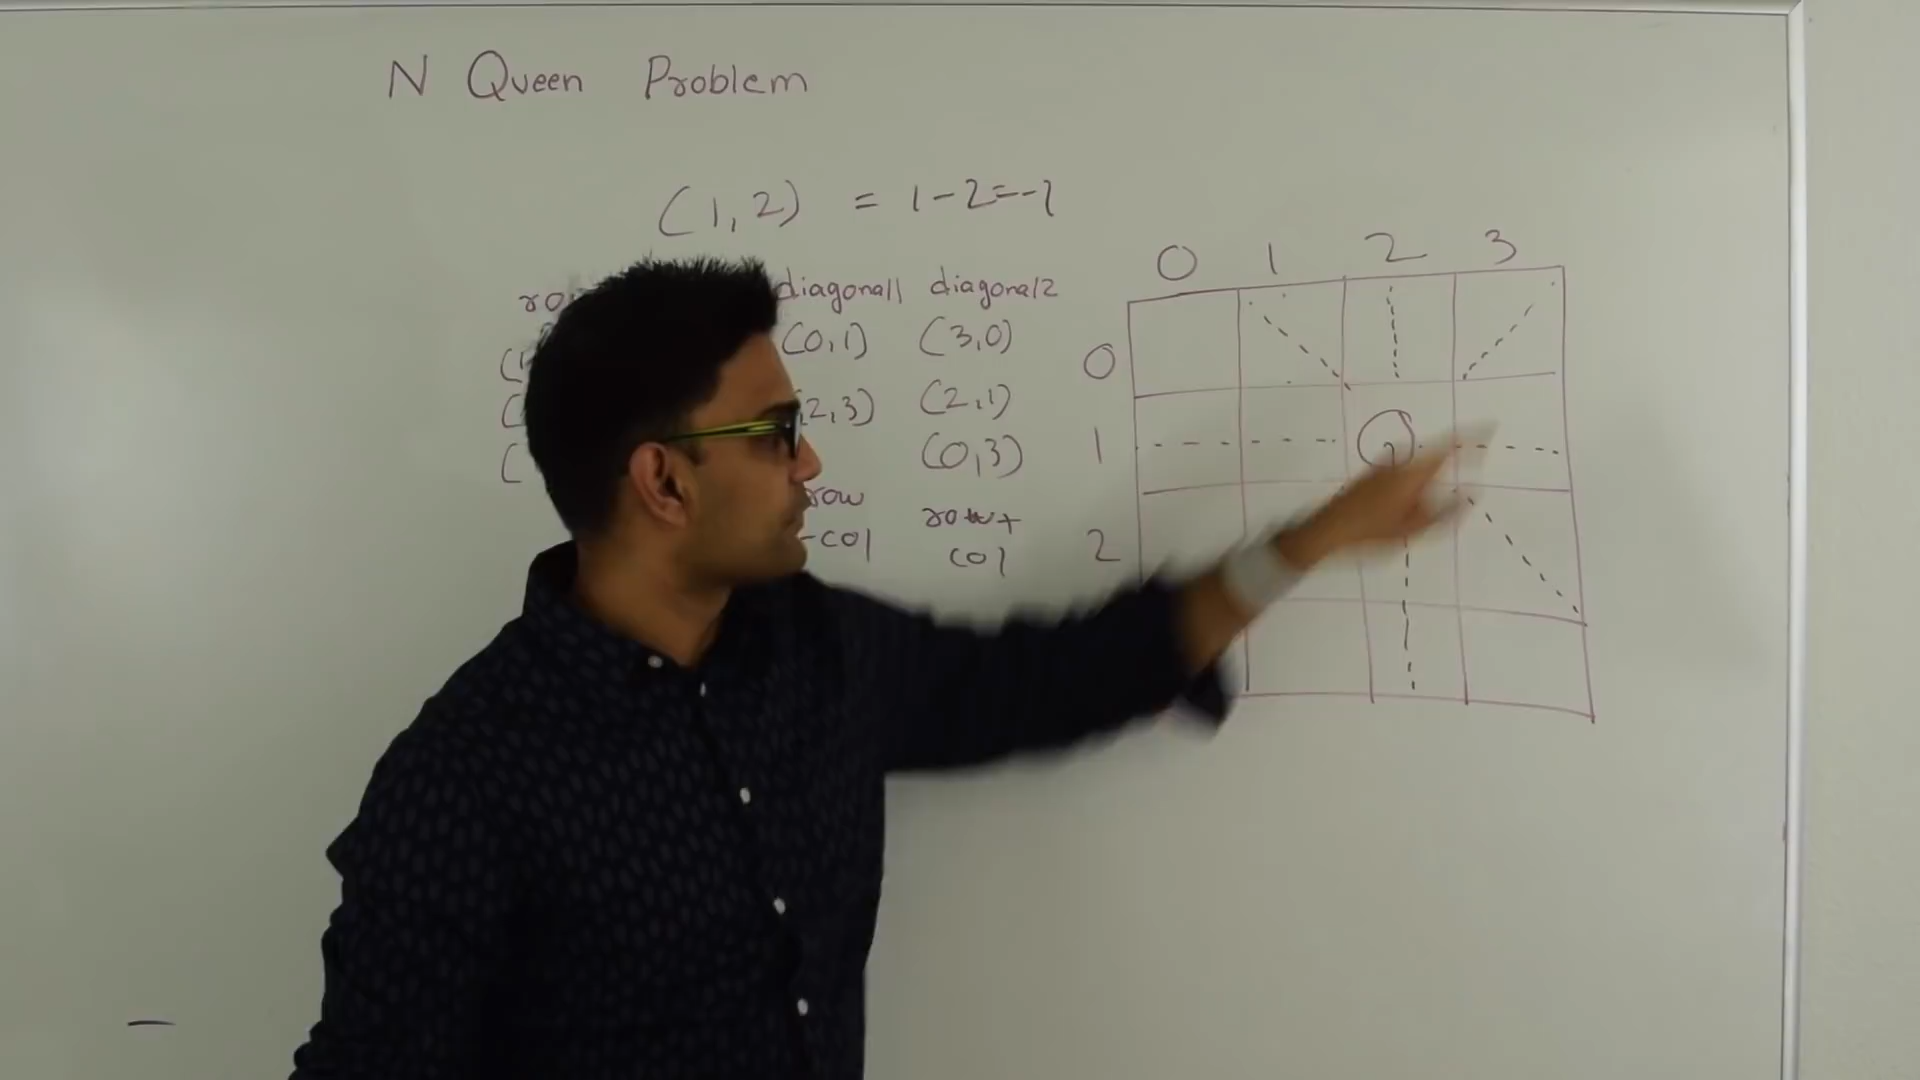 N Queen Problem
(1,2) = 1-2=-1
diagonal1 diagonal2
(0,1) (3,0)
2,3) (2,1)
(0,3)
row
-col
row+
col
0 1 2 3
0
1
2